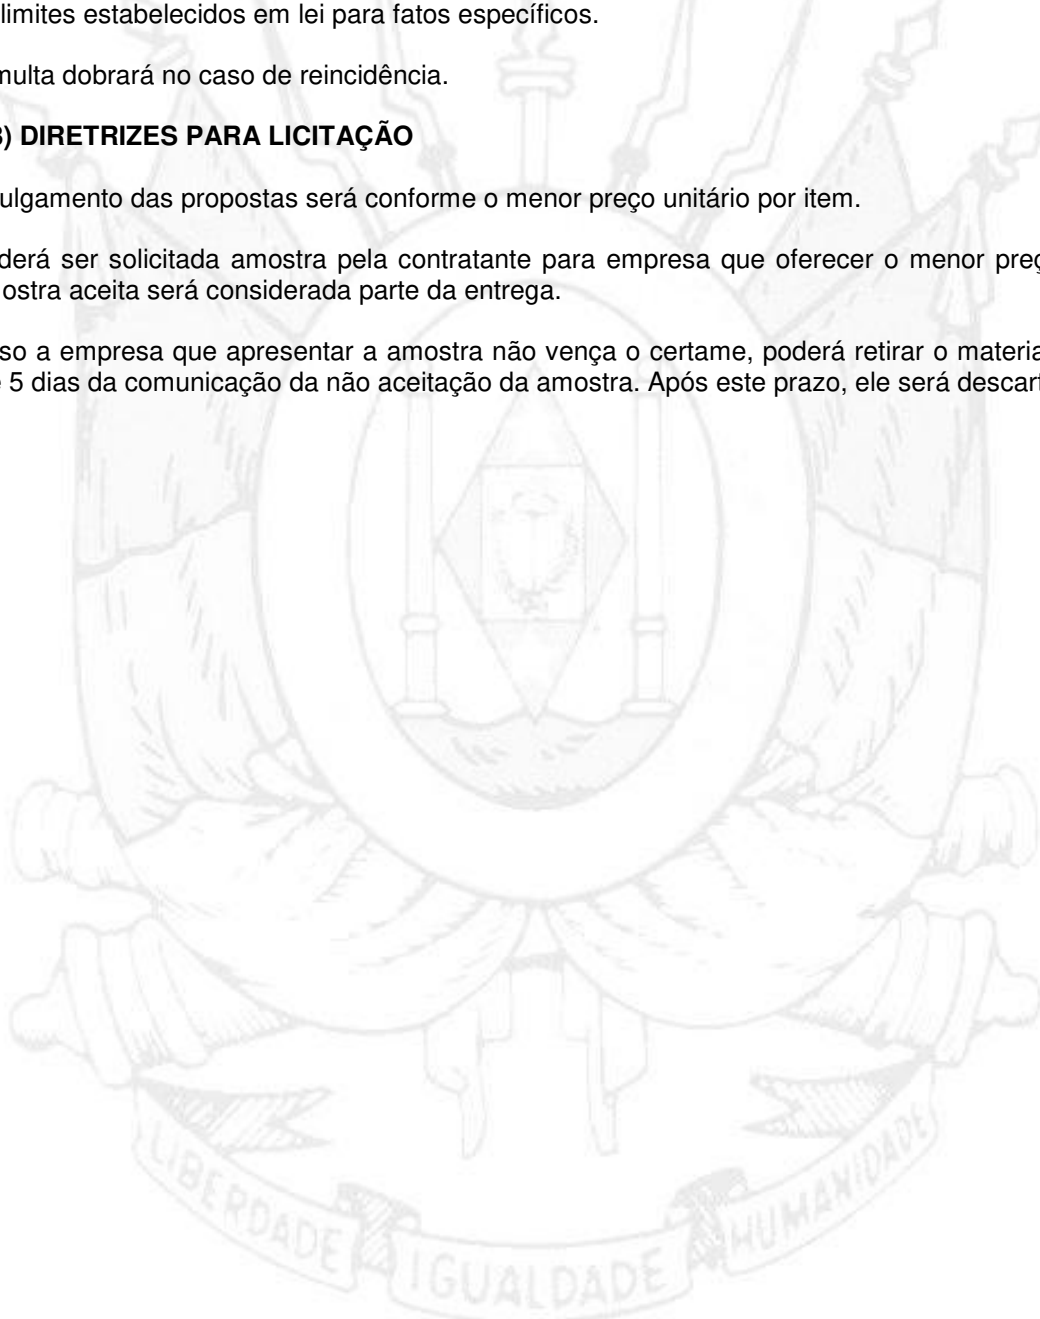 limites estabelecidos em lei para fatos específicos.
multa dobrará no caso de reincidência.
) DIRETRIZES PARA LICITAÇÃO
ulgamento das propostas será conforme o menor preço unitário por item.
derá ser solicitada amostra pela contratante para empresa que oferecer o menor preç
ostra aceita será considerada parte da entrega.
so a empresa que apresentar a amostra não vença o certame, poderá retirar o materia
e 5 dias da comunicação da não aceitação da amostra. Após este prazo, ele será descart
LIBERDADE
IGUALDADE
HUMANIDADE